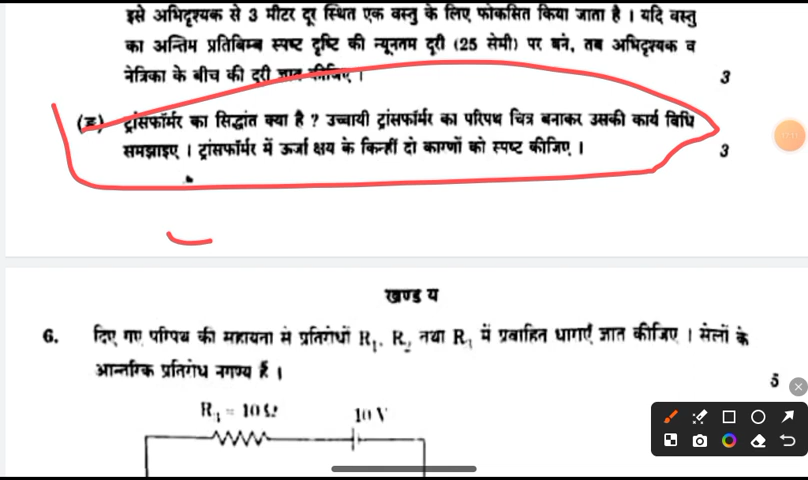 इसे अभिदृश्यक से 3 मीटर दूर स्थित एक वस्तु के लिए फोकसित किया जाता है । यदि वस्तु
का अन्तिम प्रतिबिम्ब स्पष्ट दृष्टि की न्यूनतम दूरी (25 सेमी) पर बने, तब अभिदृश्यक व
नेत्रिका के बीच की दूरी ज्ञात कीजिए । 3
(ङ) ट्रांसफॉर्मर का सिद्धांत क्या है ? उच्चायी ट्रांसफॉर्मर का परिपथ चित्र बनाकर उसकी कार्य विधि
समझाइए । ट्रांसफॉर्मर में ऊर्जा क्षय के किन्हीं दो कारणों को स्पष्ट कीजिए । 3
खण्ड य
6. दिए गए परिपथ की सहायता से प्रतिरोधों R₁, R₂ तथा R₃ में प्रवाहित धाराएँ ज्ञात कीजिए । सेलों के
आन्तरिक प्रतिरोध नगण्य हैं । 5
R₁ = 10 Ω 10 V